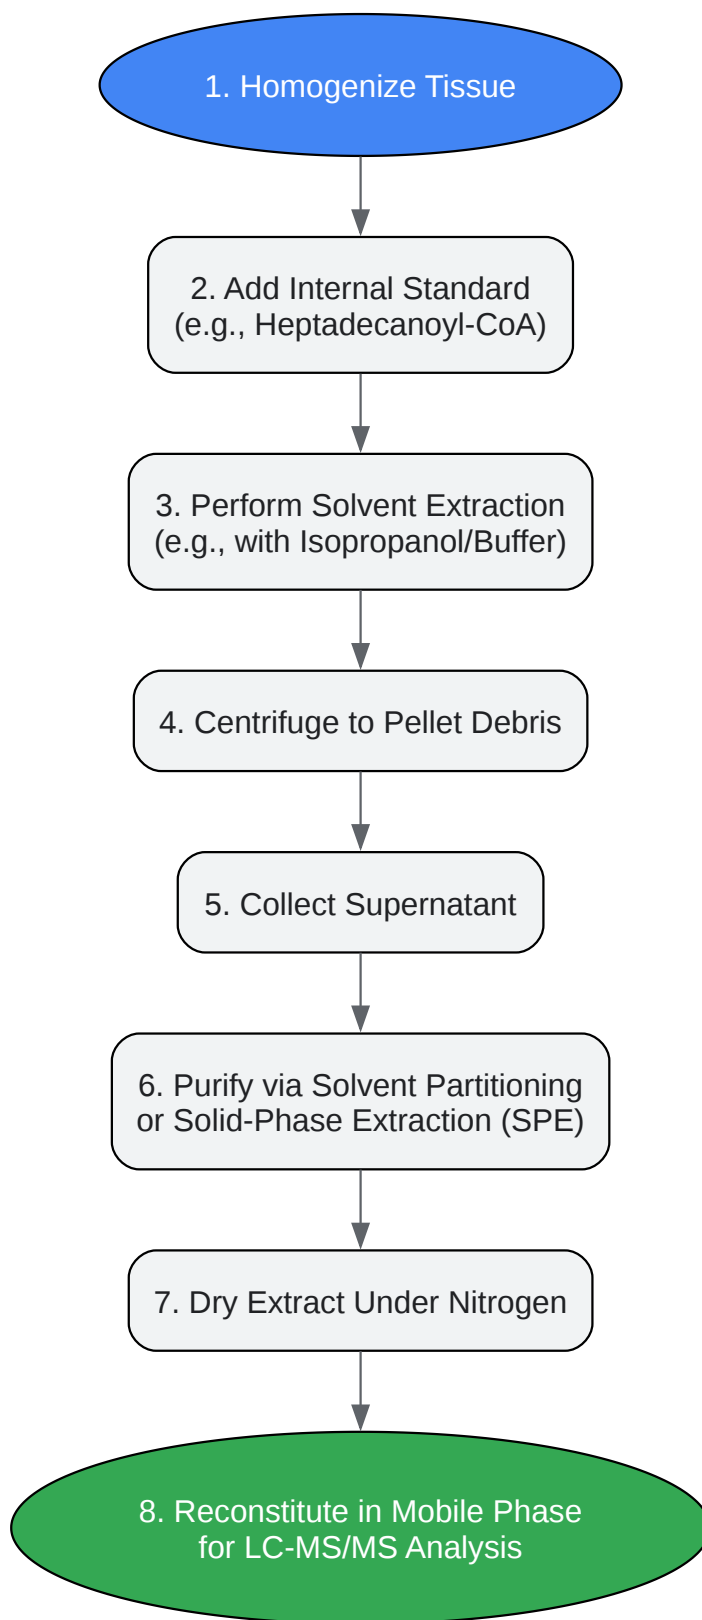 1. Homogenize Tissue
2. Add Internal Standard
(e.g., Heptadecanoyl-CoA)
3. Perform Solvent Extraction
(e.g., with Isopropanol/Buffer)
4. Centrifuge to Pellet Debris
5. Collect Supernatant
6. Purify via Solvent Partitioning
or Solid-Phase Extraction (SPE)
7. Dry Extract Under Nitrogen
8. Reconstitute in Mobile Phase
for LC-MS/MS Analysis